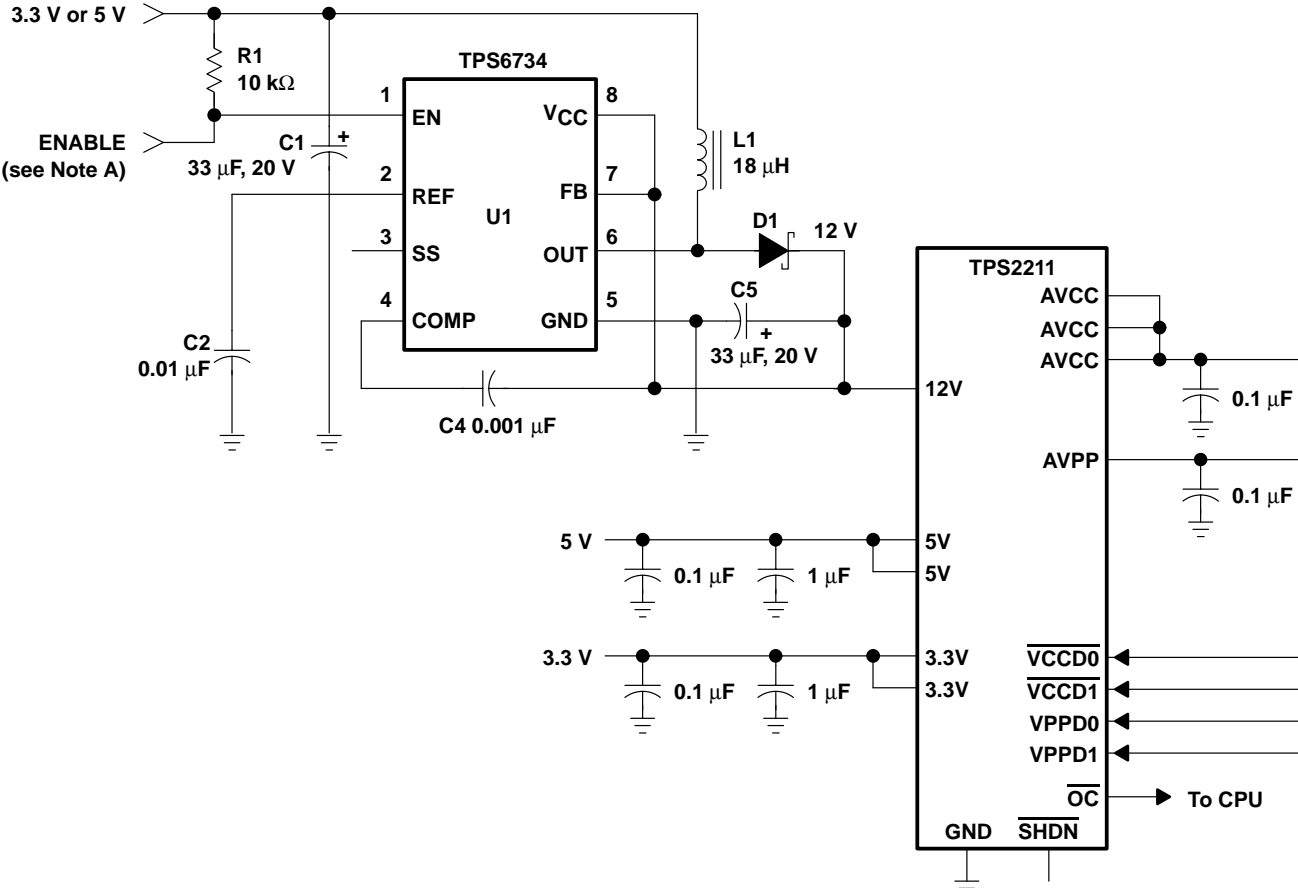 3.3 V or 5 V
R1
10 kΩ
ENABLE
(see Note A)
C1
+
33 μF, 20 V
TPS6734
1
EN
2
REF
3
SS
4
COMP
U1
8
VCC
7
FB
6
OUT
5
GND
L1
18 μH
D1
12 V
C5
+
33 μF, 20 V
C2
0.01 μF
C4 0.001 μF
TPS2211
AVCC
AVCC
AVCC
12V
0.1 μF
AVPP
0.1 μF
5 V
0.1 μF
1 μF
5V
5V
3.3 V
0.1 μF
1 μF
3.3V
3.3V
VCCD0
VCCD1
VPPD0
VPPD1
OC
To CPU
GND
SHDN